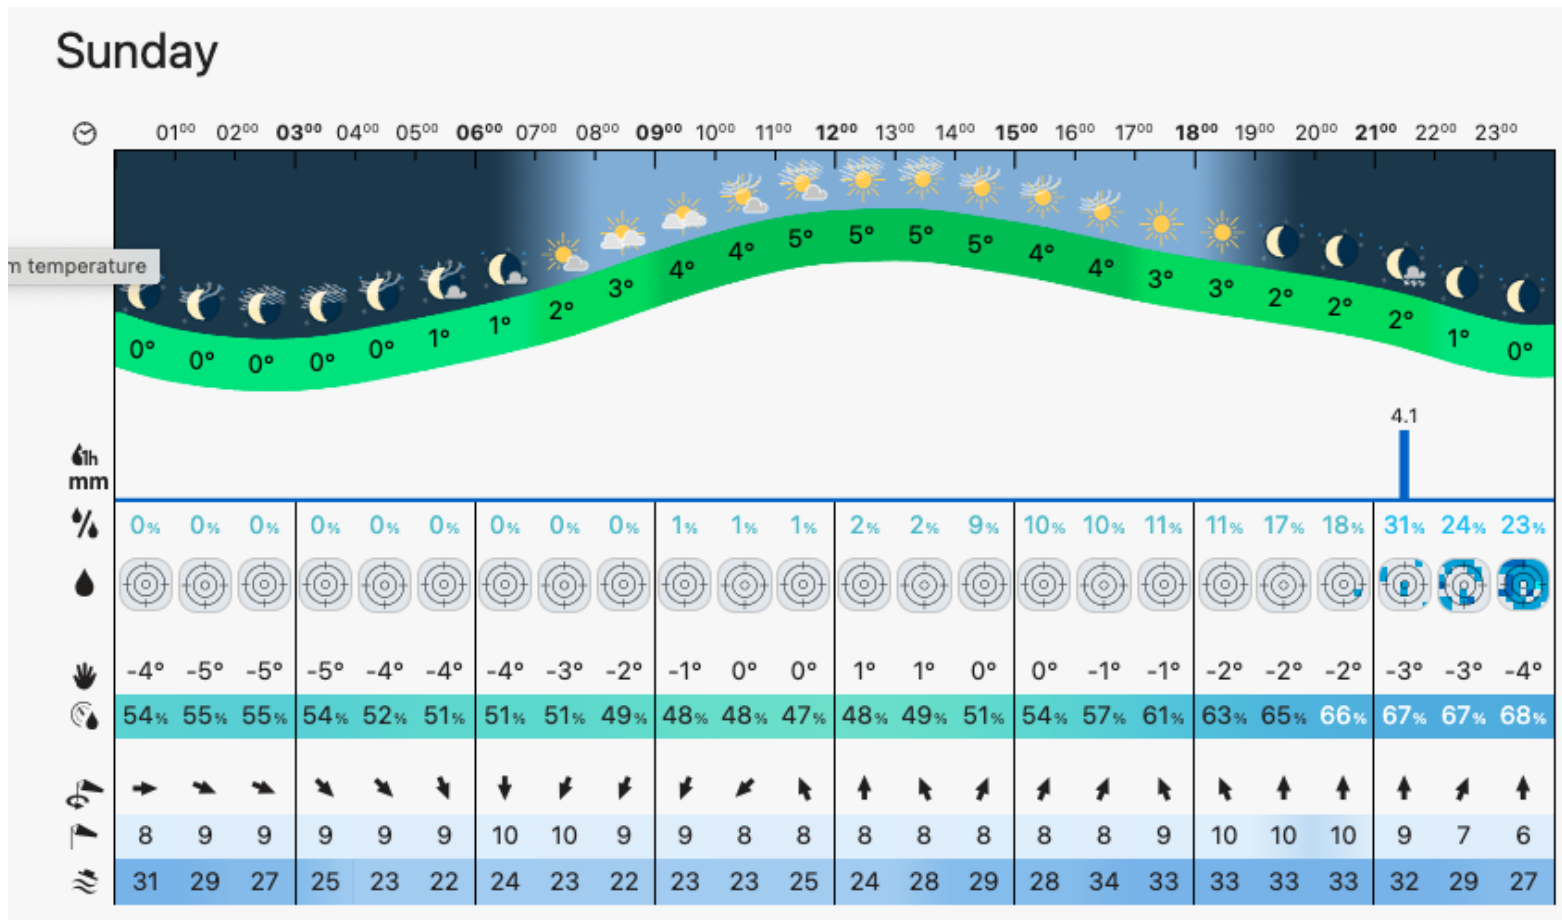 Sunday
01⁰⁰ 02⁰⁰ 03⁰⁰ 04⁰⁰ 05⁰⁰ 06⁰⁰ 07⁰⁰ 08⁰⁰ 09⁰⁰ 10⁰⁰ 11⁰⁰ 12⁰⁰ 13⁰⁰ 14⁰⁰ 15⁰⁰ 16⁰⁰ 17⁰⁰ 18⁰⁰ 19⁰⁰ 20⁰⁰ 21⁰⁰ 22⁰⁰ 23⁰⁰
m temperature
0° 0° 0° 0° 0° 1° 1° 2° 3° 4° 4° 5° 5° 5° 5° 4° 4° 3° 3° 2° 2° 2° 1° 0°
4.1
1h
mm
0% 0% 0% 0% 0% 0% 0% 0% 0% 1% 1% 1% 2% 2% 9% 10% 10% 11% 11% 17% 18% 31% 24% 23%
-4° -5° -5° -5° -4° -4° -4° -3° -2° -1° 0° 0° 1° 1° 0° 0° -1° -1° -2° -2° -2° -3° -3° -4°
54% 55% 55% 54% 52% 51% 51% 51% 49% 48% 48% 47% 48% 49% 51% 54% 57% 61% 63% 65% 66% 67% 67% 68%
8 9 9 9 9 9 10 10 9 9 8 8 8 8 8 8 8 9 10 10 10 9 7 6
31 29 27 25 23 22 24 23 22 23 23 25 24 28 29 28 34 33 33 33 33 32 29 27